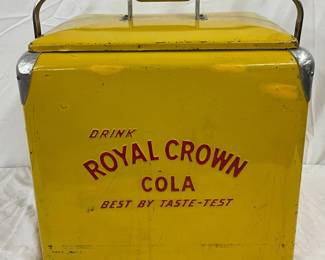 DRINK
ROYAL CROWN
COLA
BEST BY TASTE-TEST